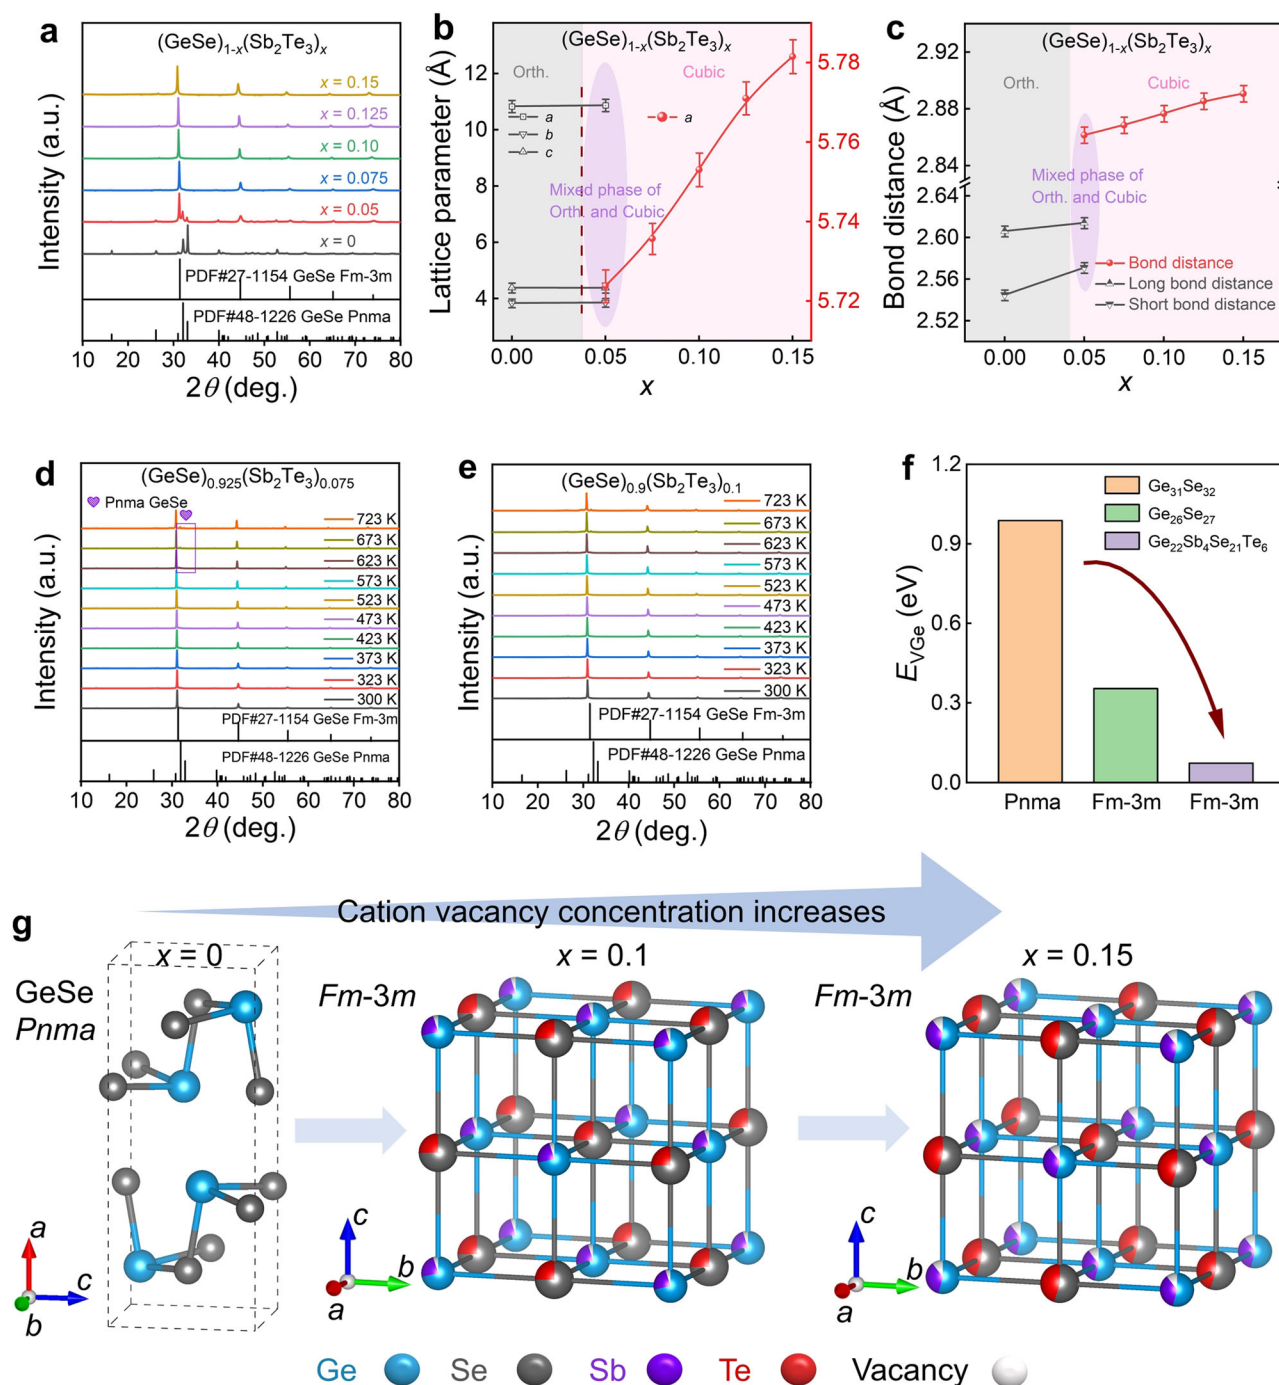 a
(GeSe)1-x(Sb2Te3)x
x = 0.15
x = 0.125
x = 0.10
x = 0.075
x = 0.05
x = 0
PDF#27-1154 GeSe Fm-3m
PDF#48-1226 GeSe Pnma
Intensity (a.u.)
10 20 30 40 50 60 70 80
2θ (deg.)
b
(GeSe)1-x(Sb2Te3)x
Orth.
Cubic
a
b
c
a
Mixed phase of
Orth. and Cubic
Lattice parameter (Å)
12
10
8
6
4
5.78
5.76
5.74
5.72
0.00 0.05 0.10 0.15
x
c
(GeSe)1-x(Sb2Te3)x
Orth.
Cubic
Mixed phase of
Orth. and Cubic
Bond distance
Long bond distance
Short bond distance
Bond distance (Å)
2.92
2.88
2.84
2.64
2.60
2.56
2.52
0.00 0.05 0.10 0.15
x
d
(GeSe)0.925(Sb2Te3)0.075
Pnma GeSe
723 K
673 K
623 K
573 K
523 K
473 K
423 K
373 K
323 K
300 K
PDF#27-1154 GeSe Fm-3m
PDF#48-1226 GeSe Pnma
Intensity (a.u.)
10 20 30 40 50 60 70 80
2θ (deg.)
e
(GeSe)0.9(Sb2Te3)0.1
723 K
673 K
623 K
573 K
523 K
473 K
423 K
373 K
323 K
300 K
PDF#27-1154 GeSe Fm-3m
PDF#48-1226 GeSe Pnma
Intensity (a.u.)
10 20 30 40 50 60 70 80
2θ (deg.)
f
Ge31Se32
Ge26Se27
Ge22Sb4Se21Te6
EVGe (eV)
1.2
0.9
0.6
0.3
0.0
Pnma Fm-3m Fm-3m
Cation vacancy concentration increases
g
x = 0
x = 0.1
x = 0.15
GeSe
Pnma
Fm-3m
Fm-3m
a
c
b
c
b
a
c
b
a
Ge Se Sb Te Vacancy